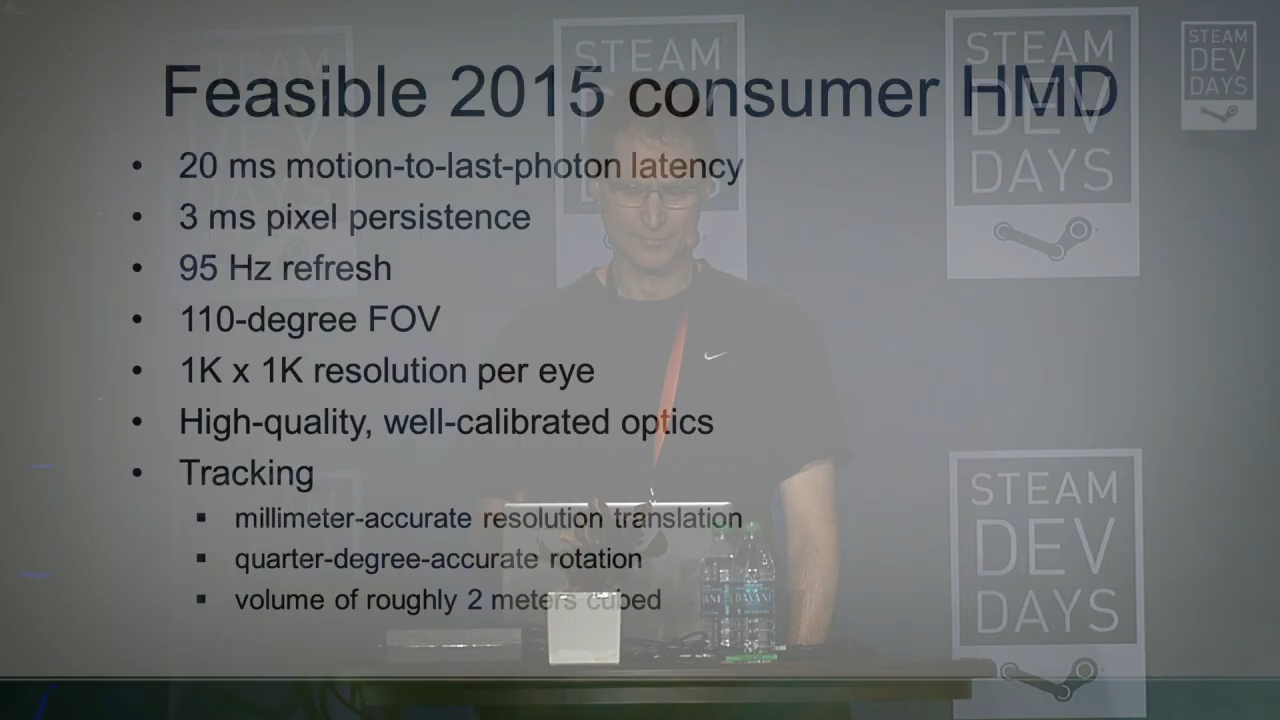 Feasible 2015 consumer HMD
• 20 ms motion-to-last-photon latency
• 3 ms pixel persistence
• 95 Hz refresh
• 110-degree FOV
• 1K x 1K resolution per eye
• High-quality, well-calibrated optics
• Tracking
▪ millimeter-accurate resolution translation
▪ quarter-degree-accurate rotation
▪ volume of roughly 2 meters cubed
STEAM
STEAM
DEV
DAYS
STEAM
DEV
DAYS
STEAM
DEV
DAYS